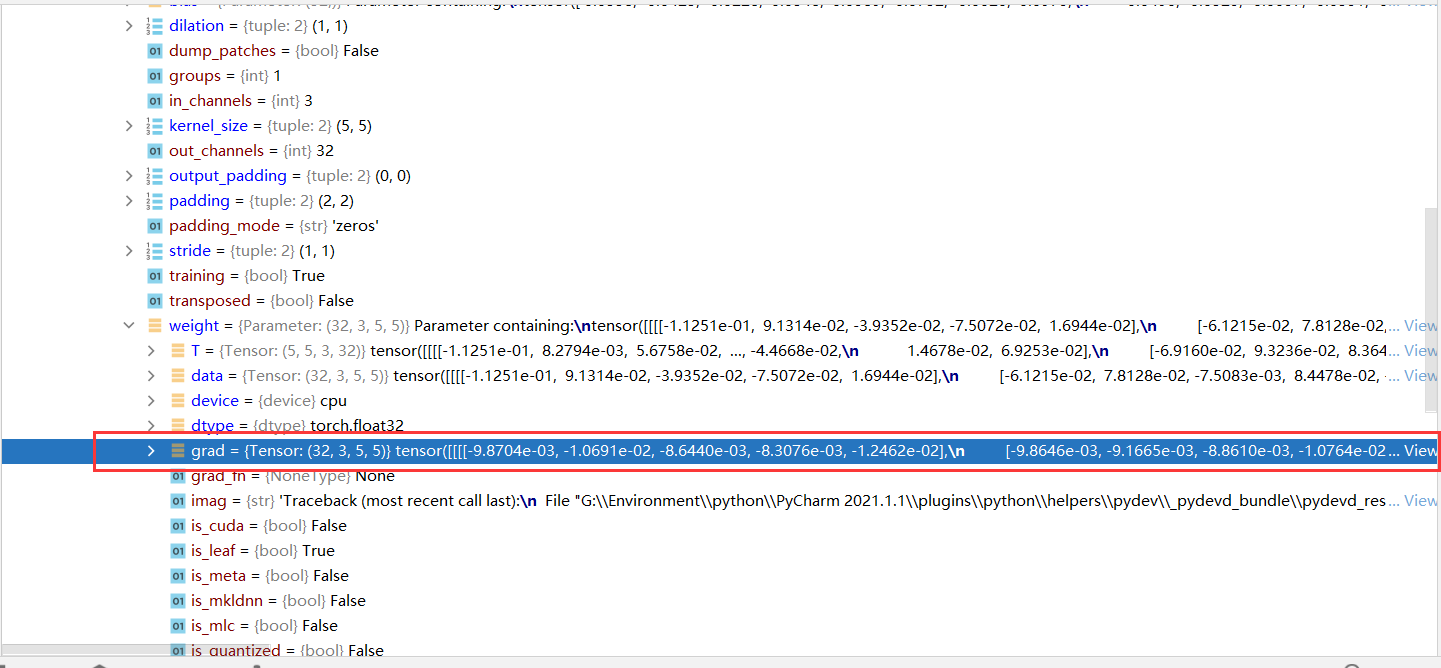 dilation = {tuple: 2} (1, 1)
dump_patches = {bool} False
groups = {int} 1
in_channels = {int} 3
kernel_size = {tuple: 2} (5, 5)
out_channels = {int} 32
output_padding = {tuple: 2} (0, 0)
padding = {tuple: 2} (2, 2)
padding_mode = {str} 'zeros'
stride = {tuple: 2} (1, 1)
training = {bool} True
transposed = {bool} False
weight = {Parameter: (32, 3, 5, 5)} Parameter containing:\ntensor([[[[-1.1251e-01, 9.1314e-02, -3.9352e-02, -7.5072e-02, 1.6944e-02],\n [-6.1215e-02, 7.8128e-02,... View
T = {Tensor: (5, 5, 3, 32)} tensor([[[[-1.1251e-01, 8.2794e-03, 5.6758e-02, ..., -4.4668e-02,\n 1.4678e-02, 6.9253e-02],\n [-6.9160e-02, 9.3236e-02, 8.364... View
data = {Tensor: (32, 3, 5, 5)} tensor([[[[-1.1251e-01, 9.1314e-02, -3.9352e-02, -7.5072e-02, 1.6944e-02],\n [-6.1215e-02, 7.8128e-02, -7.5083e-03, 8.4478e-02, ... View
device = {device} cpu
dtype = {dtype} torch.float32
grad = {Tensor: (32, 3, 5, 5)} tensor([[[[-9.8704e-03, -1.0691e-02, -8.6440e-03, -8.3076e-03, -1.2462e-02],\n [-9.8646e-03, -9.1665e-03, -8.8610e-03, -1.0764e-02... View
grad_fn = {NoneType} None
imag = {str} 'Traceback (most recent call last):\n File "G:\\Environment\\python\\PyCharm 2021.1.1\\plugins\\python\\helpers\\pydev\\_pydevd_bundle\\pydevd_res... View
is_cuda = {bool} False
is_leaf = {bool} True
is_meta = {bool} False
is_mkldnn = {bool} False
is_mlc = {bool} False
is_quantized = {bool} False